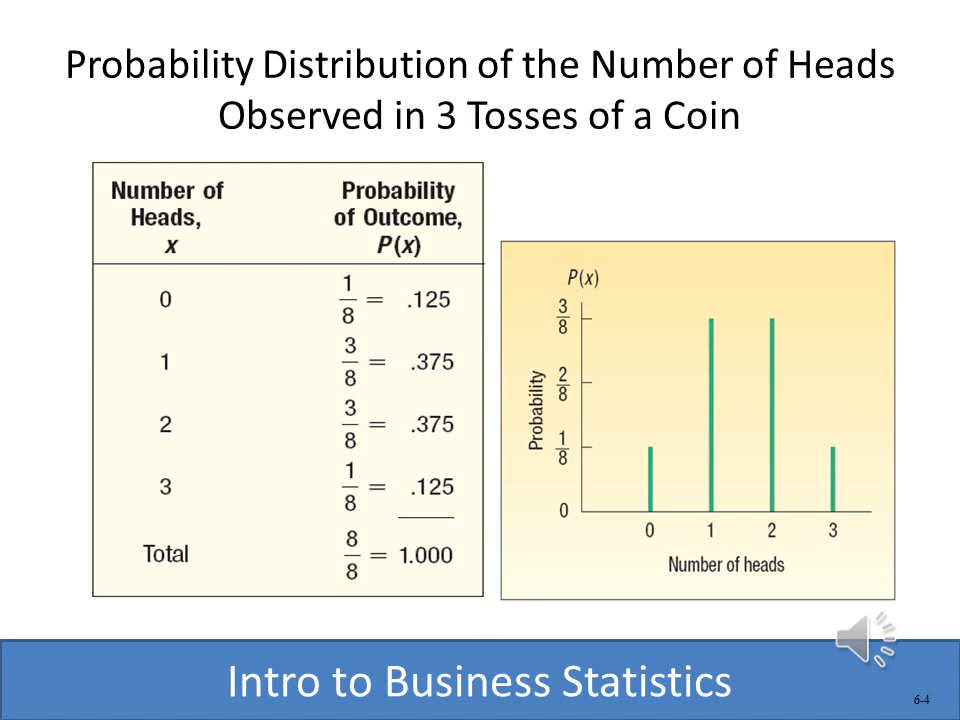 Probability Distribution of the Number of Heads
Observed in 3 Tosses of a Coin
Number of Heads, x
Probability of Outcome, P(x)
0 1/8 = .125
1 3/8 = .375
2 3/8 = .375
3 1/8 = .125
Total 8/8 = 1.000
P(x)
3/8
2/8
1/8
0
Probability
0 1 2 3
Number of heads
Intro to Business Statistics
6-4